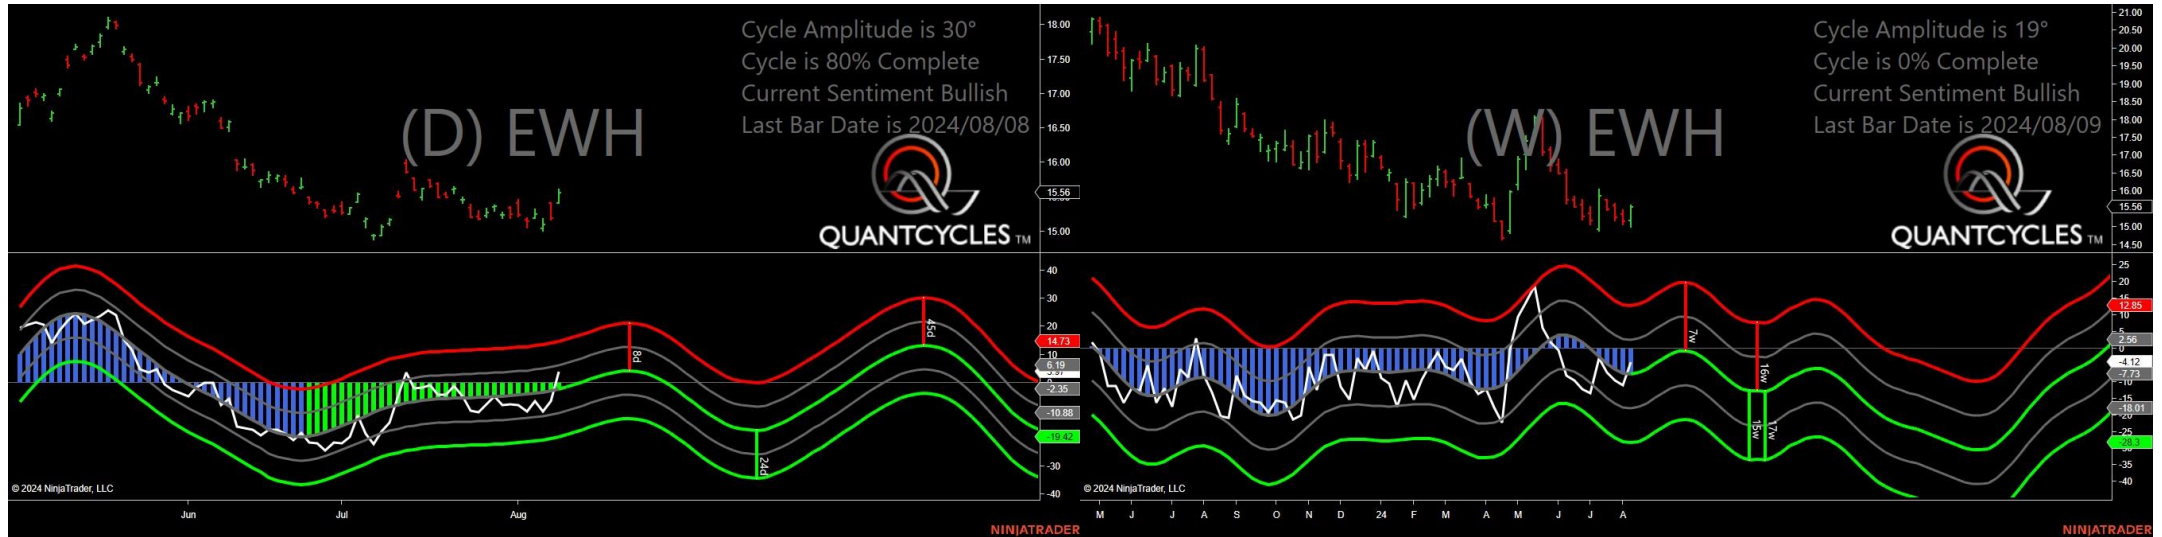 Cycle Amplitude is 30°
Cycle is 80% Complete
Current Sentiment Bullish
Last Bar Date is 2024/08/08
(D) EWH
QUANTCYCLES TM
18.00
17.50
17.00
16.50
16.00
15.56
15.00
40
30
20
14.73
10
6.19
-2.35
-10.88
-19.42
-30
-40
8d
24d
45d
© 2024 NinjaTrader, LLC
Jun Jul Aug
NINJATRADER
Cycle Amplitude is 19°
Cycle is 0% Complete
Current Sentiment Bullish
Last Bar Date is 2024/08/09
(W) EWH
QUANTCYCLES TM
21.00
20.50
20.00
19.50
19.00
18.50
18.00
17.50
17.00
16.50
16.00
15.56
15.00
14.50
25
20
12.85
10
5
2.56
0
-4.12
-7.73
-10
-15
-18.01
-25
-28.3
-35
-40
7w
16w
15w
17w
© 2024 NinjaTrader, LLC
M J J A S O N D 24 F M A M J J A
NINJATRADER